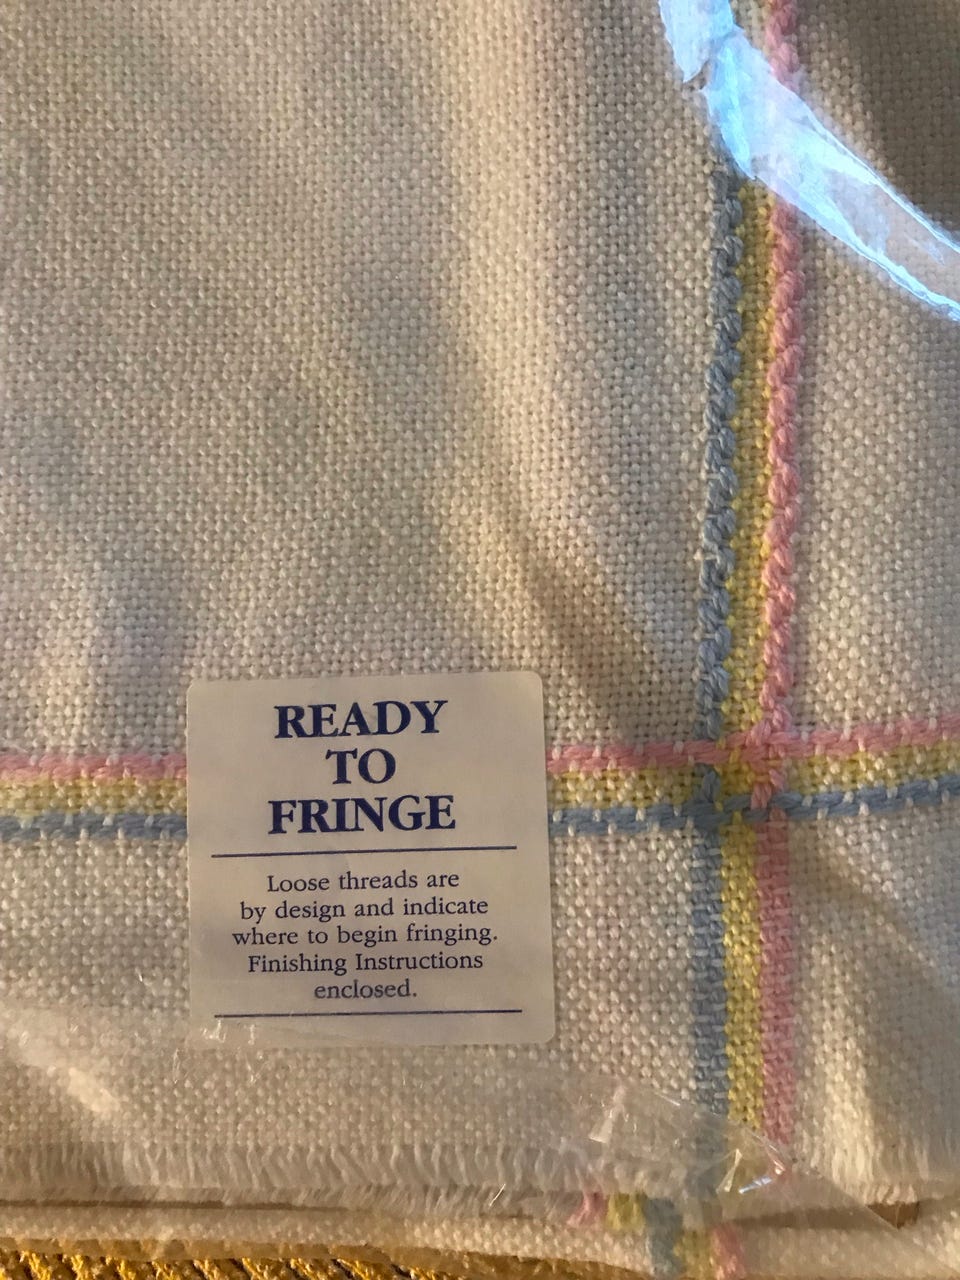 READY
TO
FRINGE
Loose threads are
by design and indicate
where to begin fringing.
Finishing Instructions
enclosed.